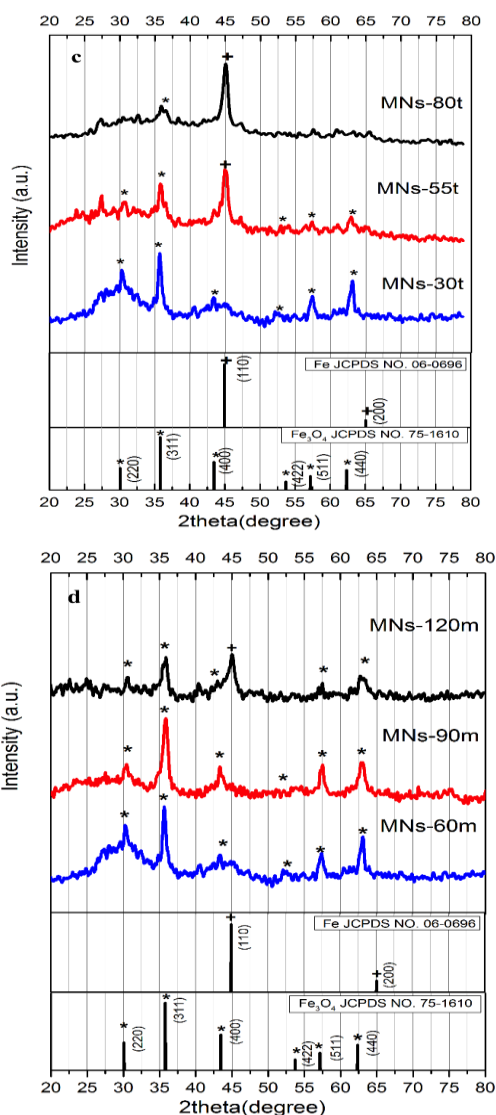 20 25 30 35 40 45 50 55 60 65 70 75 80
c
+
MNs-80t
*
+
MNs-55t
* * * * * *
MNs-30t
* * * * * *
Intensity (a.u.)
+ (110)
Fe JCPDS NO. 06-0696
+ (200)
Fe3O4 JCPDS NO. 75-1610
* (220) * (311) * (400) * (422) * (511) * (440)
20 25 30 35 40 45 50 55 60 65 70 75 80
2theta(degree)
20 25 30 35 40 45 50 55 60 65 70 75 80
d
MNs-120m
* * * + * *
MNs-90m
* * * * * *
MNs-60m
* * * * * *
Intensity (a.u.)
+ (110)
Fe JCPDS NO. 06-0696
+ (200)
Fe3O4 JCPDS NO. 75-1610
* (220) * (311) * (400) * (422) * (511) * (440)
20 25 30 35 40 45 50 55 60 65 70 75 80
2theta(degree)